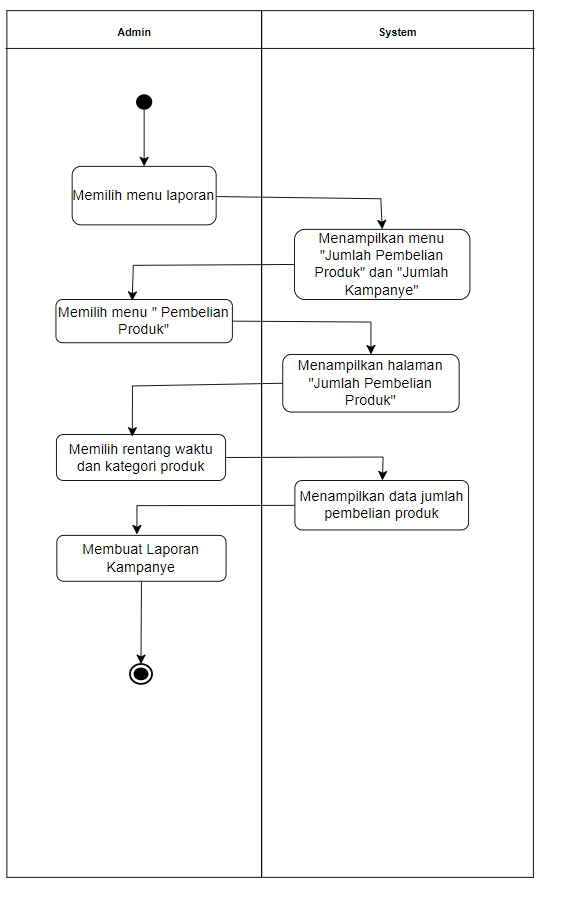 Admin
System
Memilih menu laporan
Menampilkan menu
"Jumlah Pembelian
Produk" dan "Jumlah
Kampanye"
Memilih menu " Pembelian
Produk"
Menampilkan halaman
"Jumlah Pembelian
Produk"
Memilih rentang waktu
dan kategori produk
Menampilkan data jumlah
pembelian produk
Membuat Laporan
Kampanye